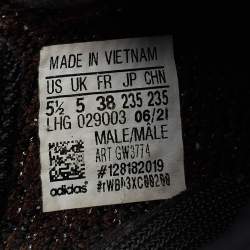 MADE IN VIETNAM
US UK FR JP CHN
5½ 5 38 235 235
LHG 029003 06/21
MALE/MALE
ART GW3774
#128182019
adidas